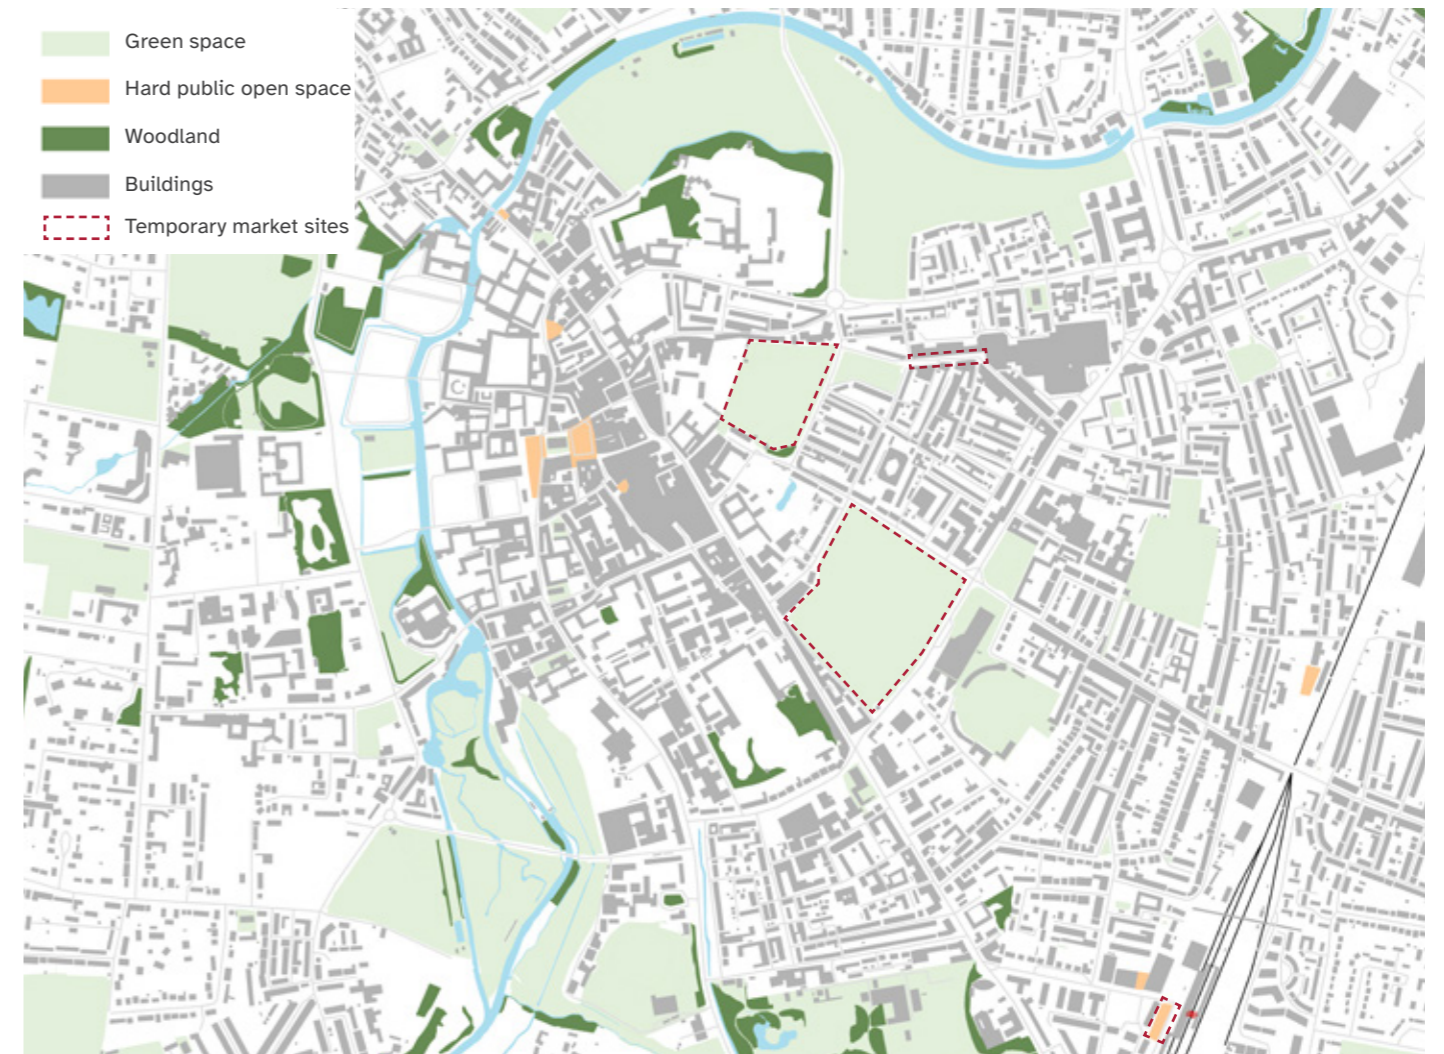 Green space
Hard public open space
Woodland
Buildings
Temporary market sites